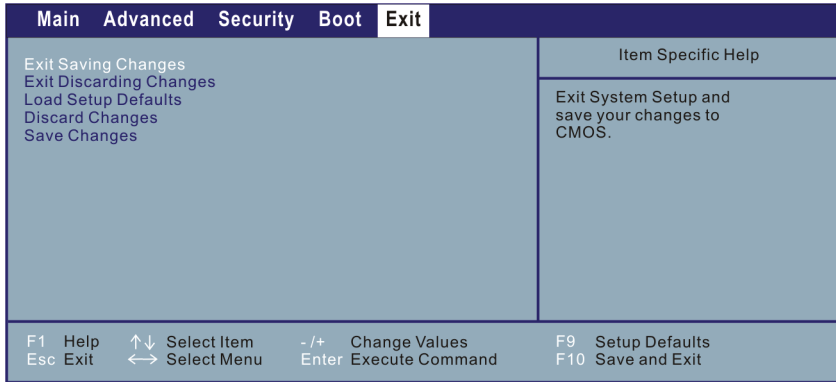 Main Advanced Security Boot Exit
Exit Saving Changes
Exit Discarding Changes
Load Setup Defaults
Discard Changes
Save Changes
Item Specific Help
Exit System Setup and
save your changes to
CMOS.
F1 Help ↑↓ Select Item - /+ Change Values F9 Setup Defaults
Esc Exit ↔ Select Menu Enter Execute Command F10 Save and Exit